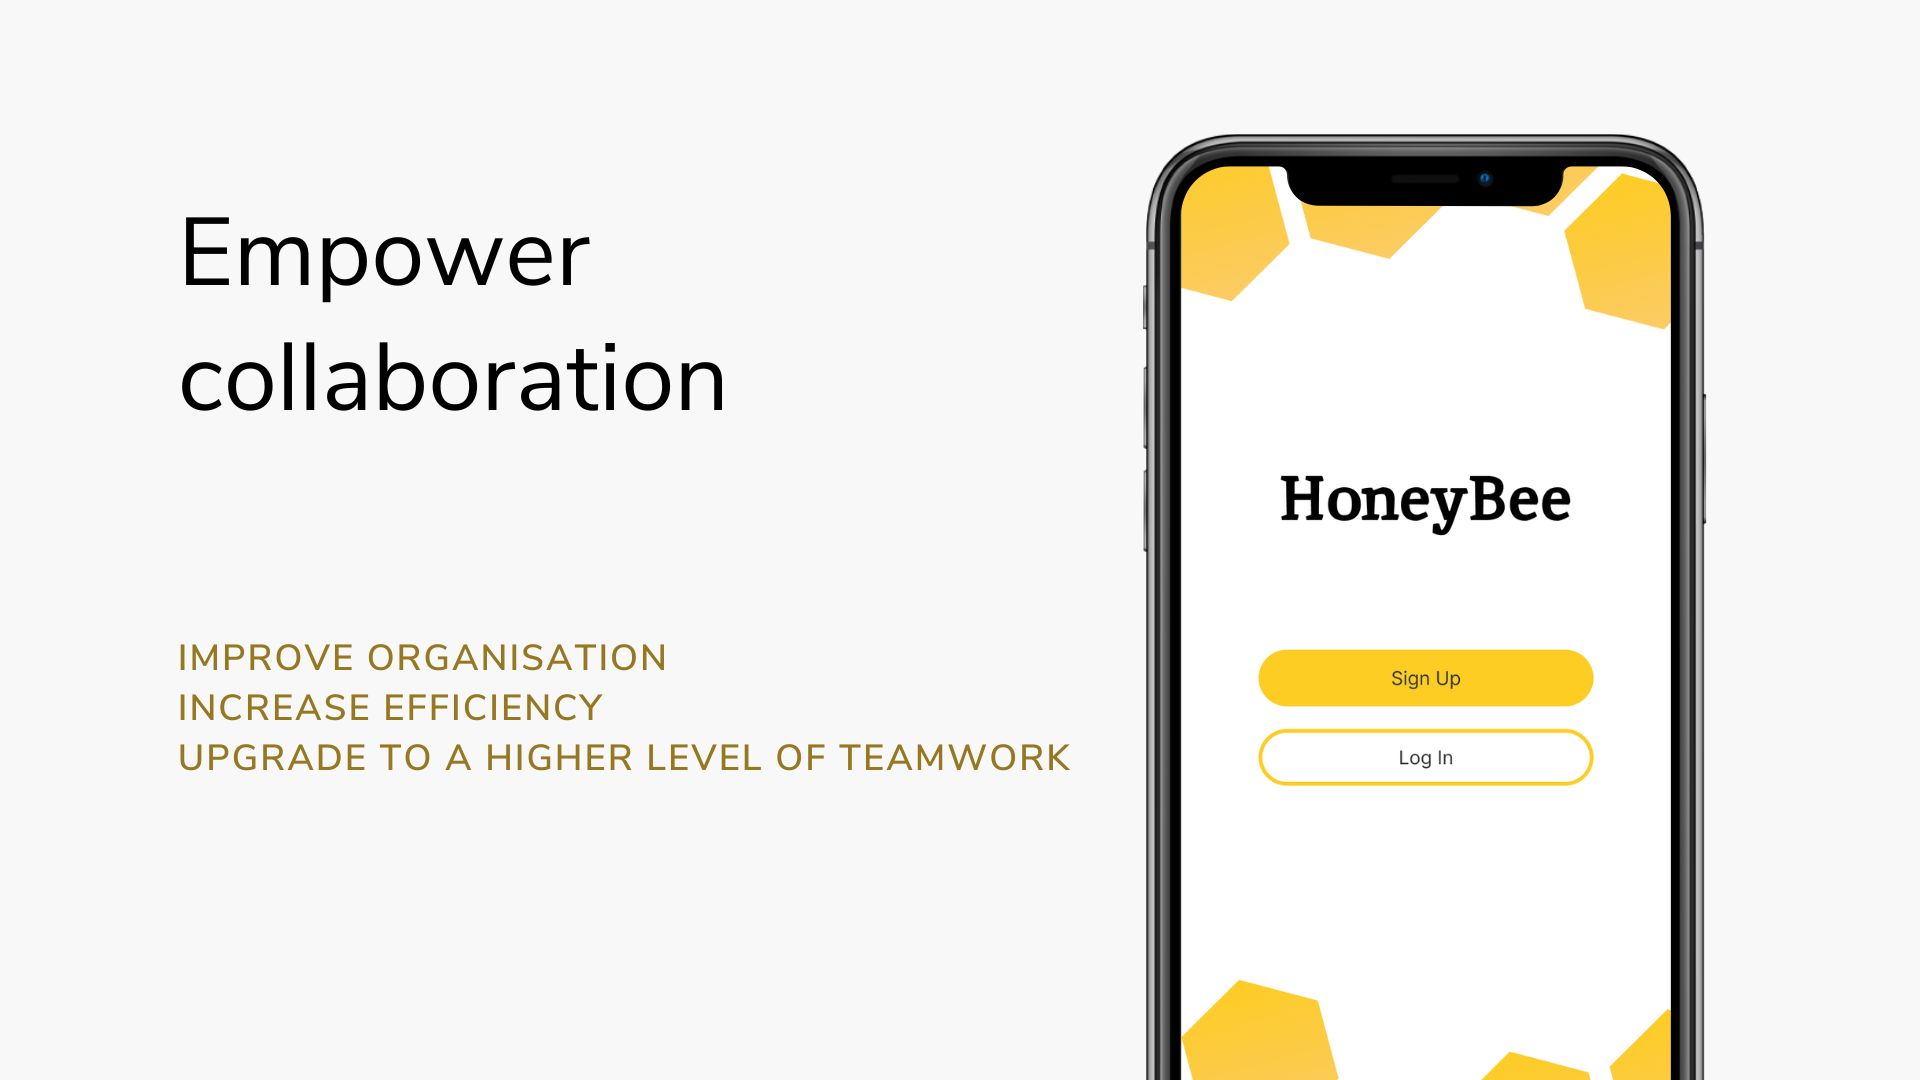 Empower
collaboration
IMPROVE ORGANISATION
INCREASE EFFICIENCY
UPGRADE TO A HIGHER LEVEL OF TEAMWORK
HoneyBee
Sign Up
Log In